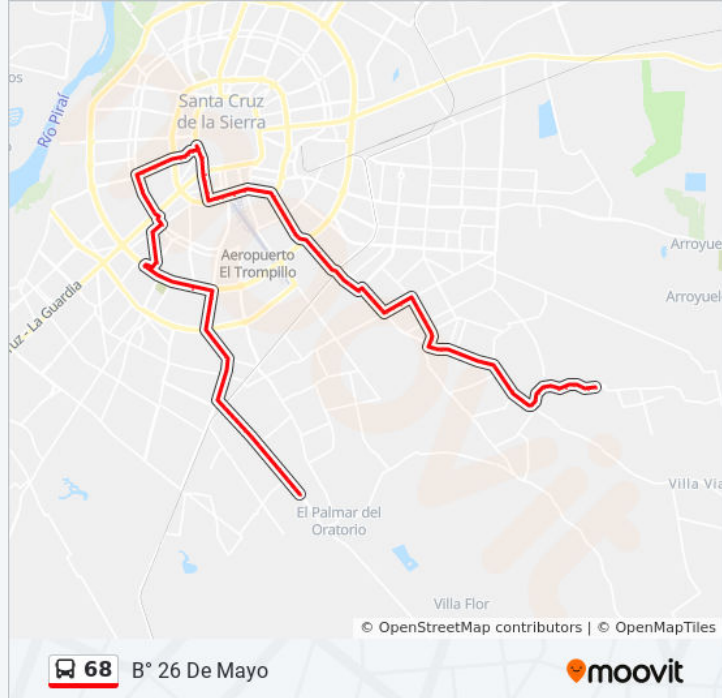 os
Río Piraí
Santa Cruz
de la Sierra
Aeropuerto
El Trompillo
Arroyue
Arroyuel
ruz - La Guardia
Villa Via
El Palmar del
Oratorio
Villa Flor
© OpenStreetMap contributors | © OpenMapTiles
68 B° 26 De Mayo
moovit